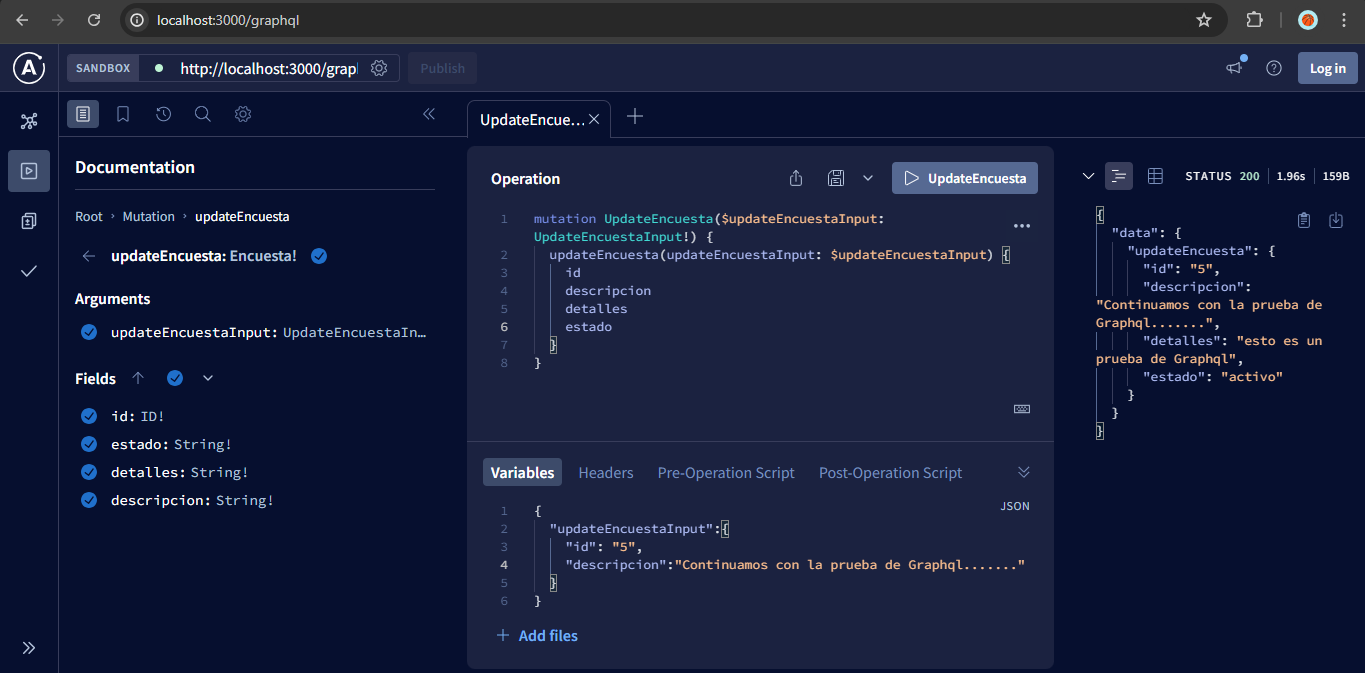 localhost:3000/graphql
SANDBOX
http://localhost:3000/grap
Publish
Log in
UpdateEncue...
Documentation
Root › Mutation › updateEncuesta
updateEncuesta: Encuesta!
Arguments
updateEncuestaInput: UpdateEncuestaIn…
Fields
id: ID!
estado: String!
detalles: String!
descripcion: String!
Operation
UpdateEncuesta
1 mutation UpdateEncuesta($updateEncuestaInput:
UpdateEncuestaInput!) {
2 updateEncuesta(updateEncuestaInput: $updateEncuestaInput) {
3 id
4 descripcion
5 detalles
6 estado
7 }
8 }
Variables Headers Pre-Operation Script Post-Operation Script
JSON
1 {
2 "updateEncuestaInput":{
3 "id": "5",
4 "descripcion":"Continuamos con la prueba de Graphql......."
5 }
6 }
+ Add files
STATUS 200 1.96s 159B
{
"data": {
"updateEncuesta": {
"id": "5",
"descripcion":
"Continuamos con la prueba de
Graphql.......",
"detalles": "esto es un
prueba de Graphql",
"estado": "activo"
}
}
}